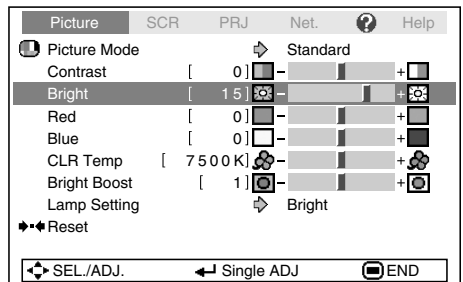 Picture SCR PRJ Net. ? Help
Picture Mode Standard
Contrast [ 0] - +
Bright [ 15] - +
Red [ 0] - +
Blue [ 0] - +
CLR Temp [ 7500K] - +
Bright Boost [ 1] - +
Lamp Setting Bright
Reset
SEL./ADJ. Single ADJ END